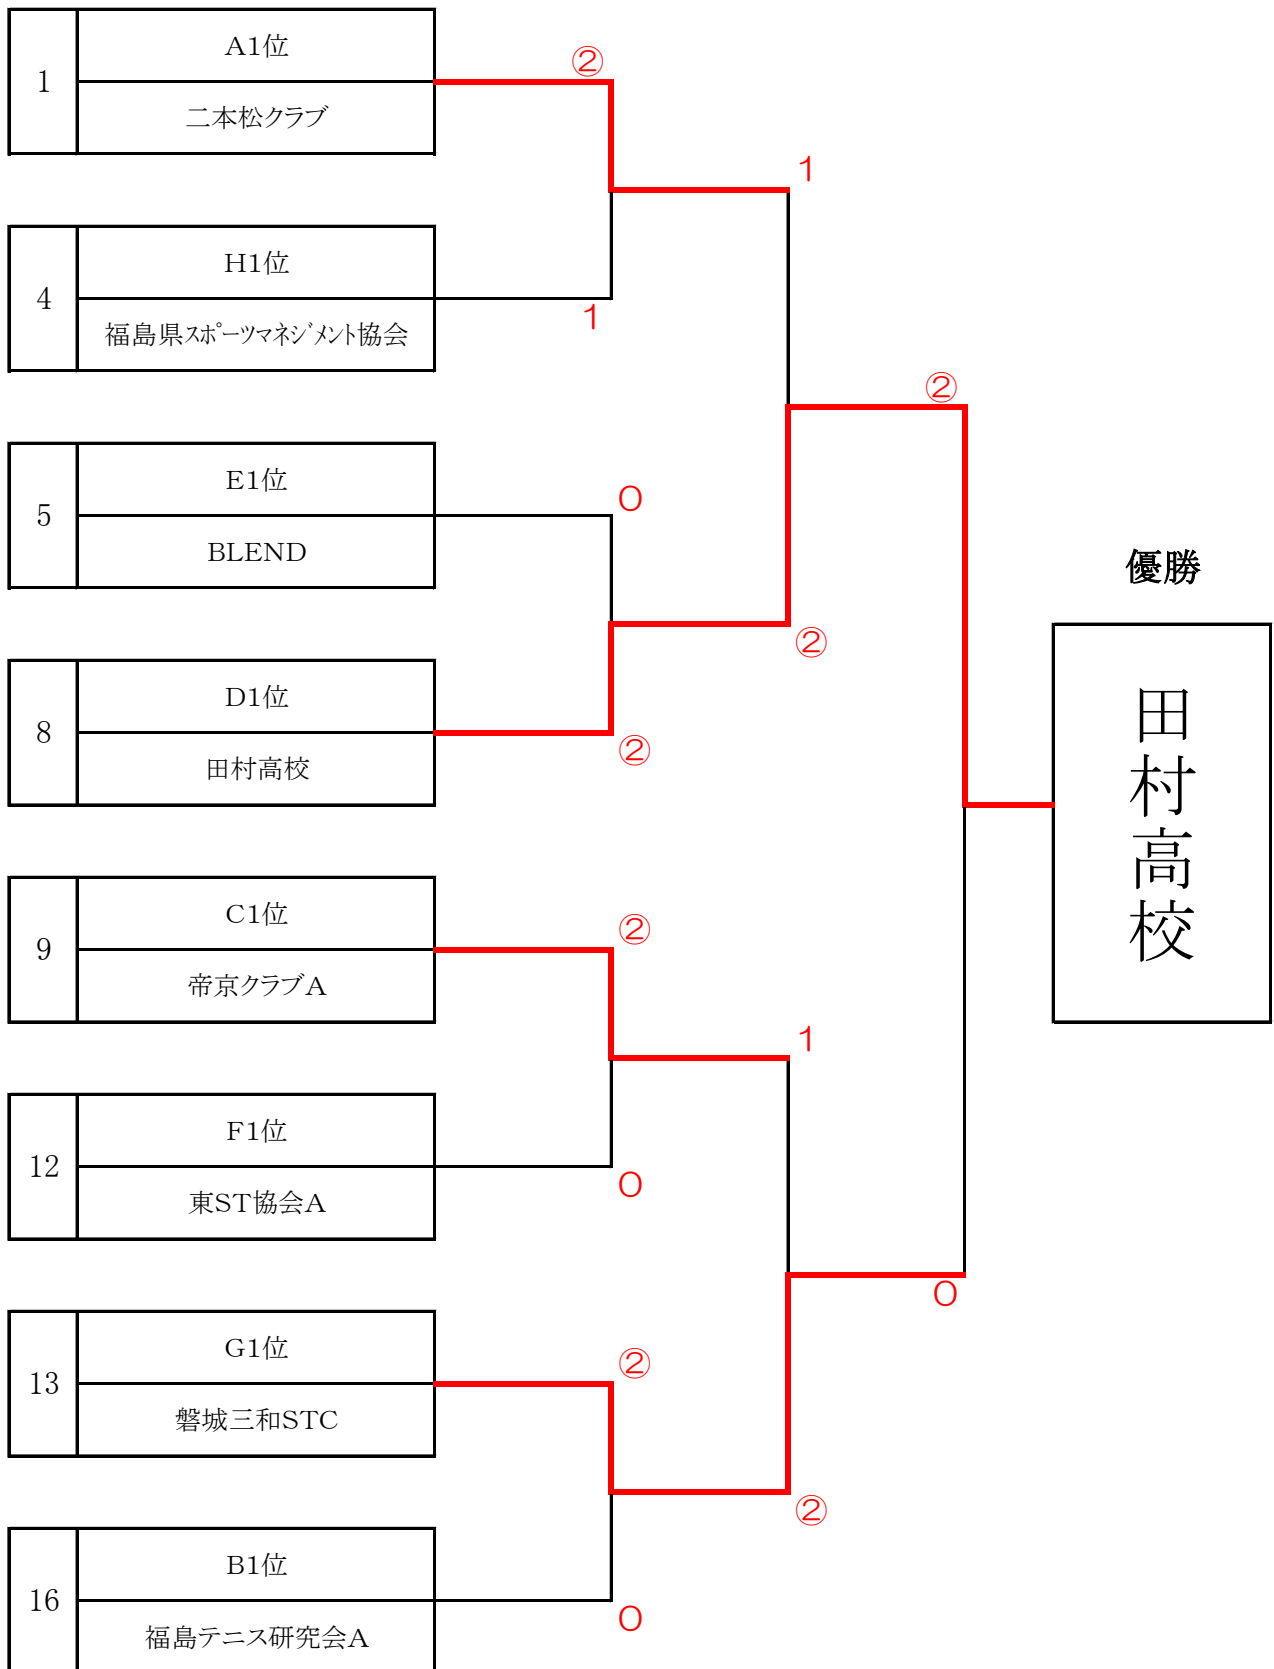 1
A1位
二本松クラブ
②
1
4
H1位
福島県スポーツマネジメント協会
1
②
5
E1位
BLEND
0
優勝
田村高校
8
D1位
田村高校
②
②
9
C1位
帝京クラブA
②
1
12
F1位
東ST協会A
0
0
13
G1位
磐城三和STC
②
②
16
B1位
福島テニス研究会A
0